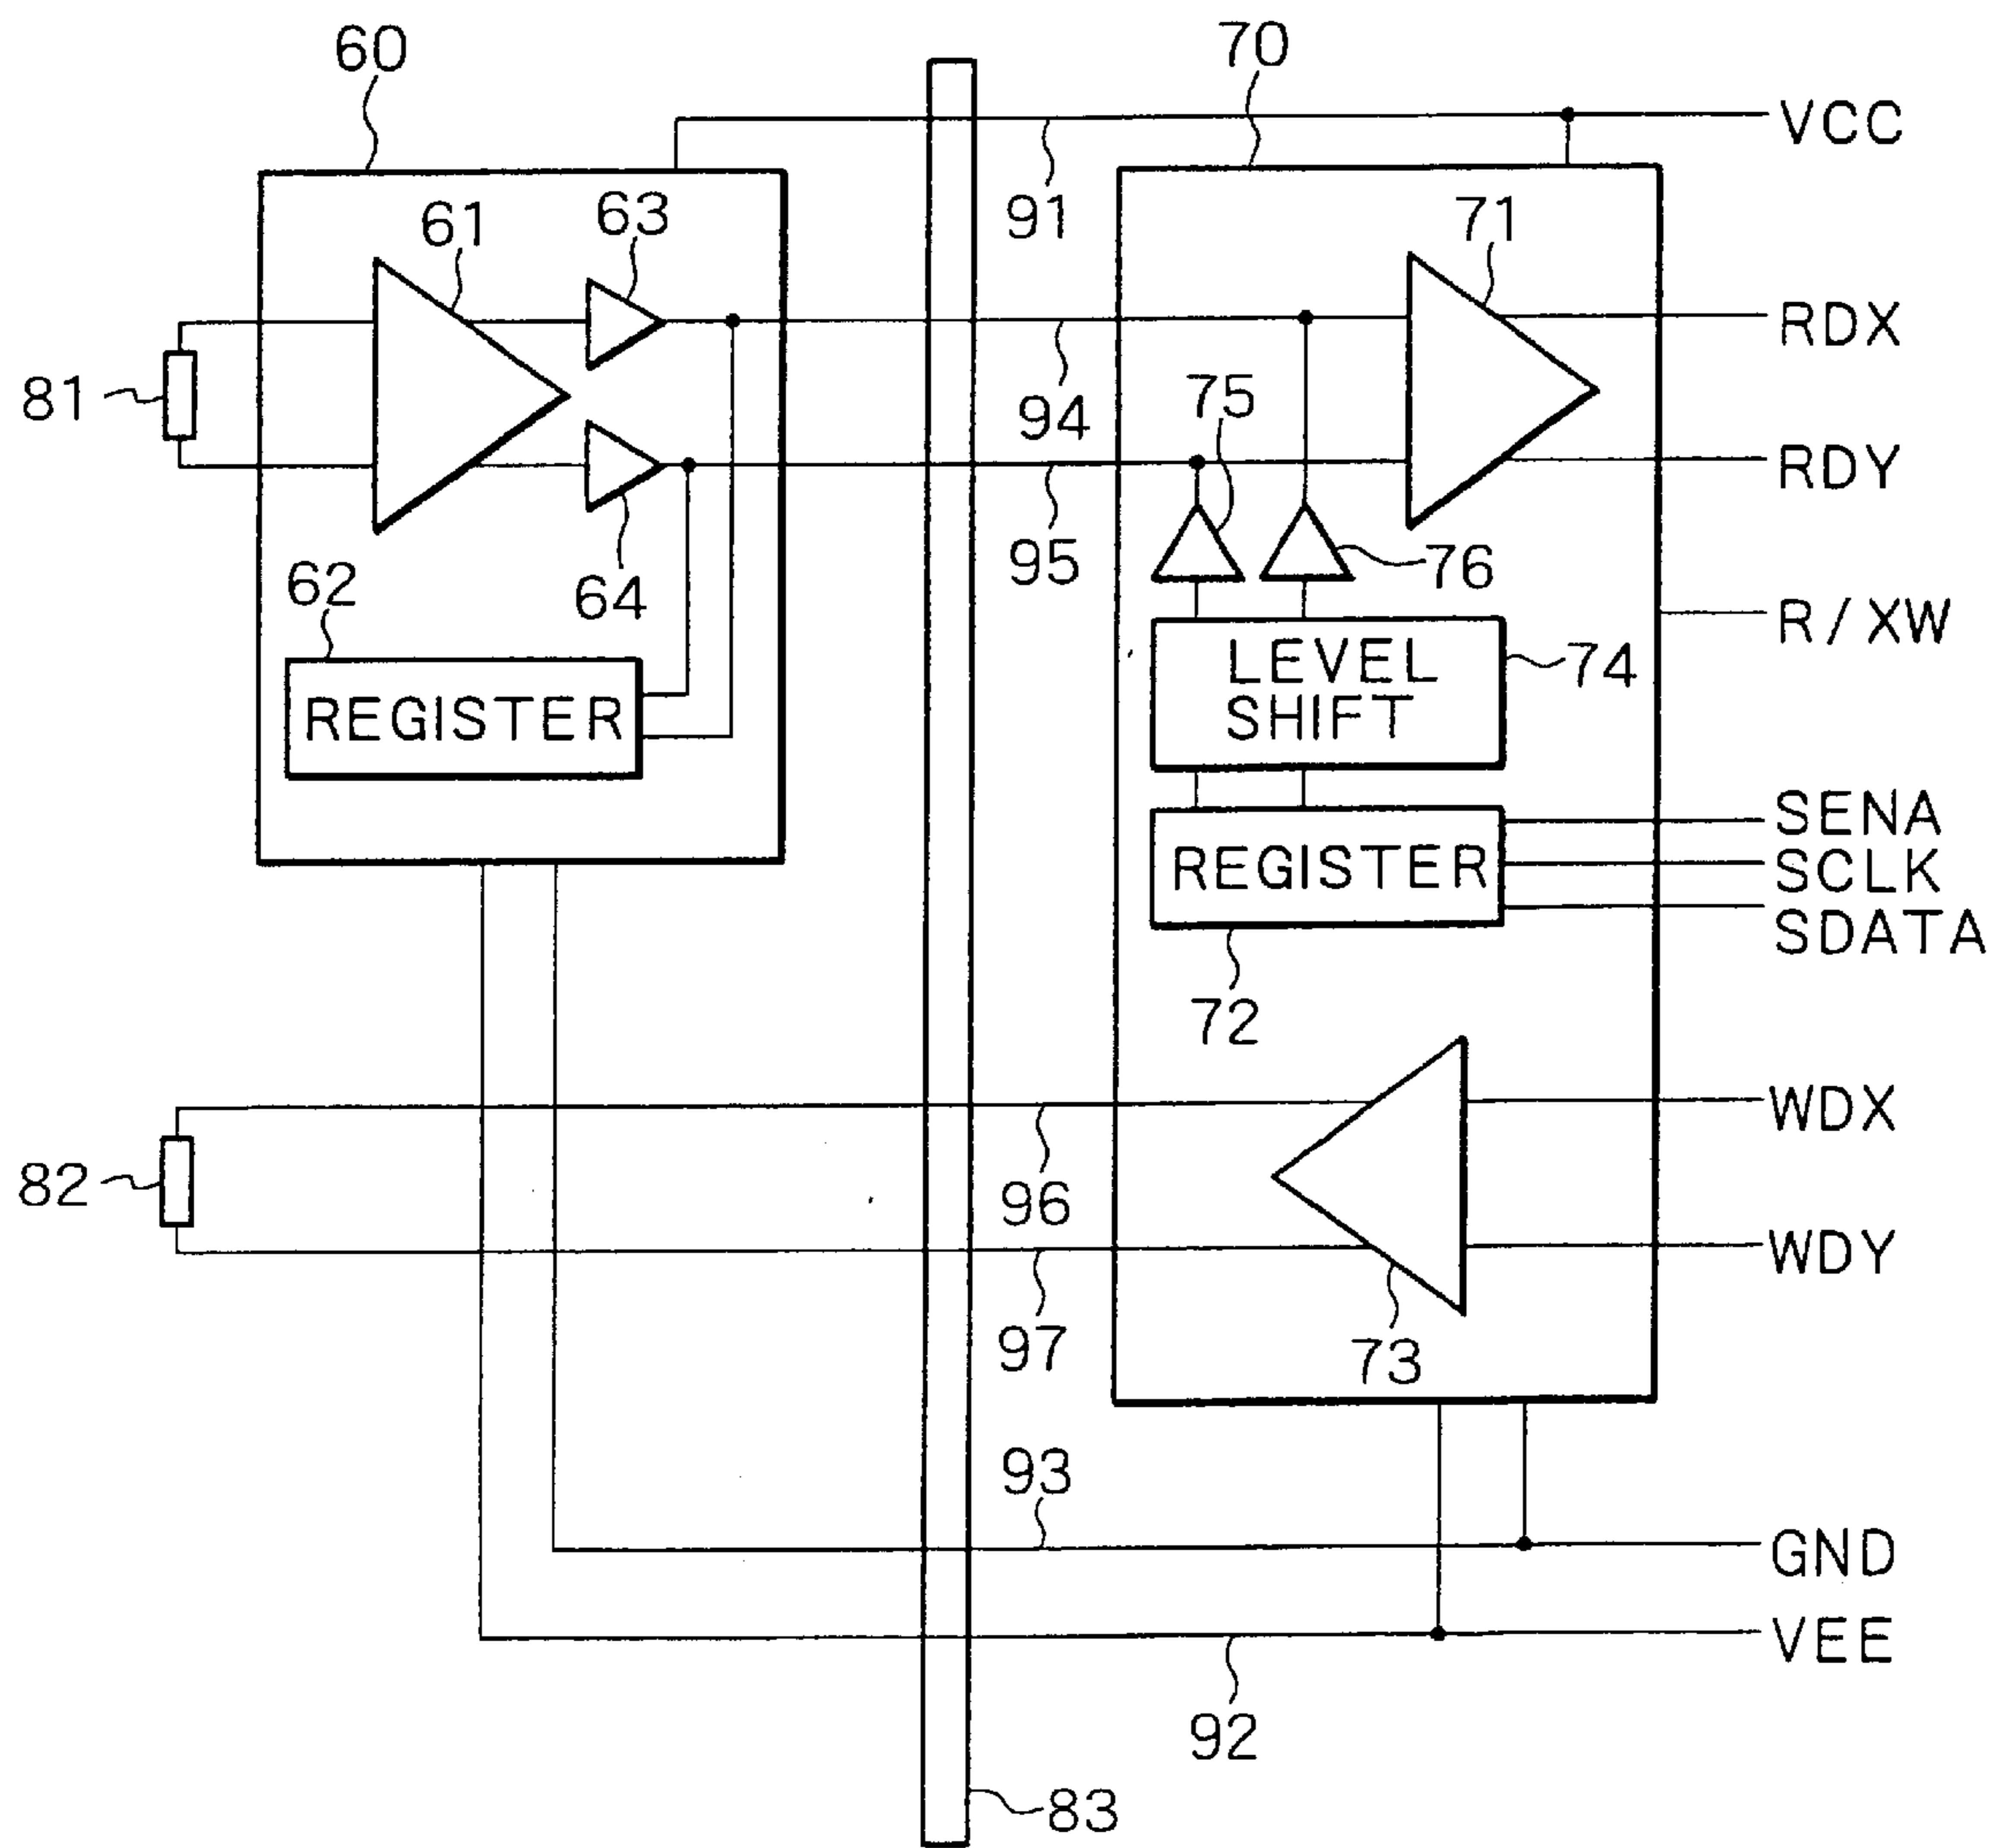 60
70
VCC
91
61
63
71
RDX
81
94
75
RDY
95
76
62
64
R/XW
LEVEL
SHIFT
74
REGISTER
SENA
REGISTER
SCLK
SDATA
72
WDX
82
96
WDY
97
73
93
GND
VEE
92
83